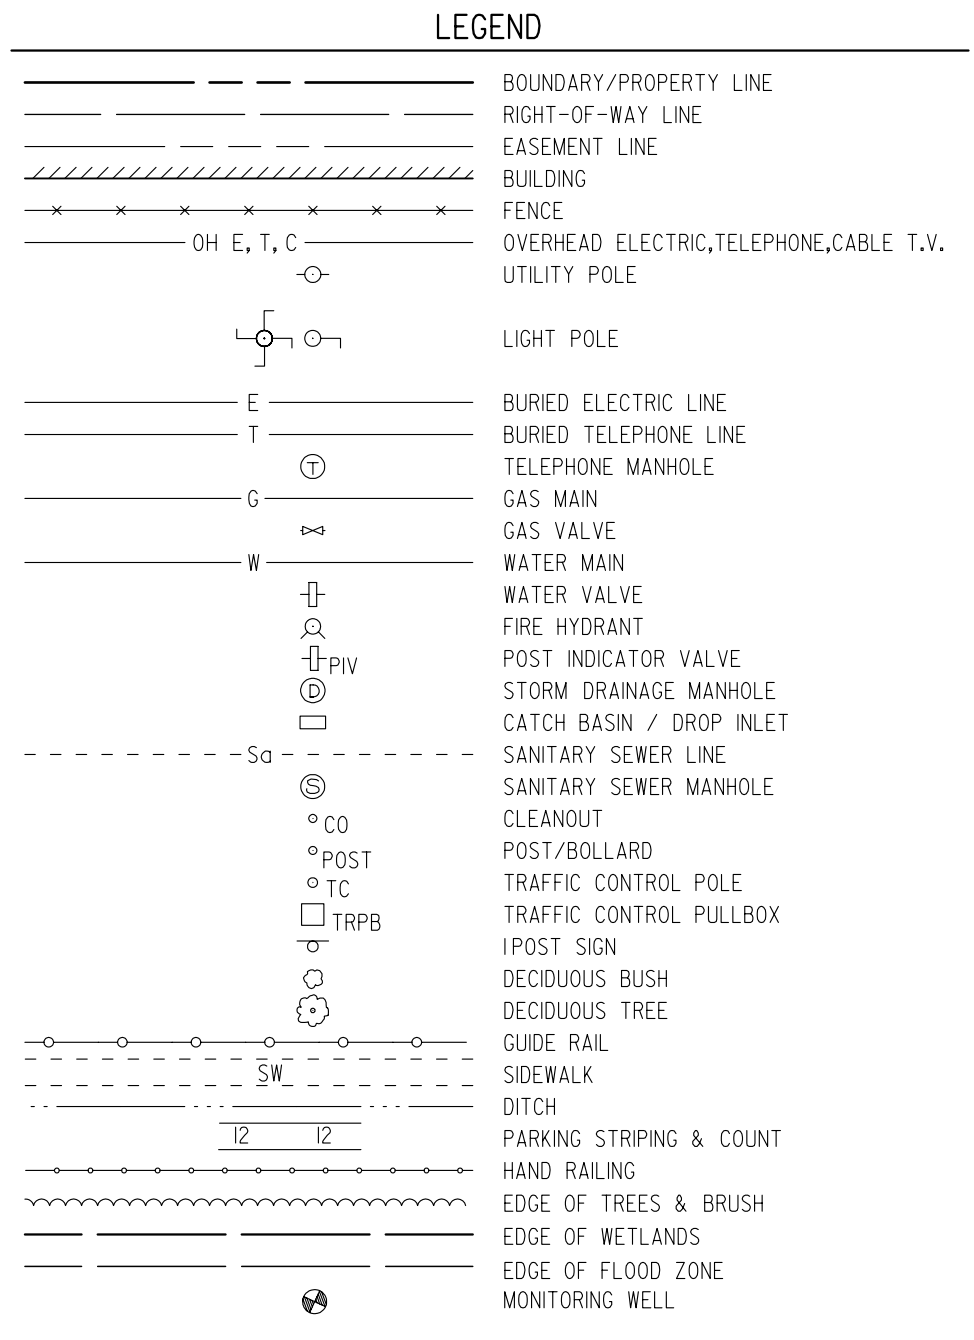 LEGEND
BOUNDARY/PROPERTY LINE
RIGHT-OF-WAY LINE
EASEMENT LINE
BUILDING
FENCE
OH E, T, C OVERHEAD ELECTRIC,TELEPHONE,CABLE T.V.
UTILITY POLE
LIGHT POLE
E BURIED ELECTRIC LINE
T BURIED TELEPHONE LINE
T TELEPHONE MANHOLE
G GAS MAIN
GAS VALVE
W WATER MAIN
WATER VALVE
FIRE HYDRANT
PIV POST INDICATOR VALVE
D STORM DRAINAGE MANHOLE
CATCH BASIN / DROP INLET
Sa SANITARY SEWER LINE
S SANITARY SEWER MANHOLE
CO CLEANOUT
POST POST/BOLLARD
TC TRAFFIC CONTROL POLE
TRPB TRAFFIC CONTROL PULLBOX
1POST SIGN
DECIDUOUS BUSH
DECIDUOUS TREE
GUIDE RAIL
SW SIDEWALK
DITCH
12 12 PARKING STRIPING & COUNT
HAND RAILING
EDGE OF TREES & BRUSH
EDGE OF WETLANDS
EDGE OF FLOOD ZONE
MONITORING WELL